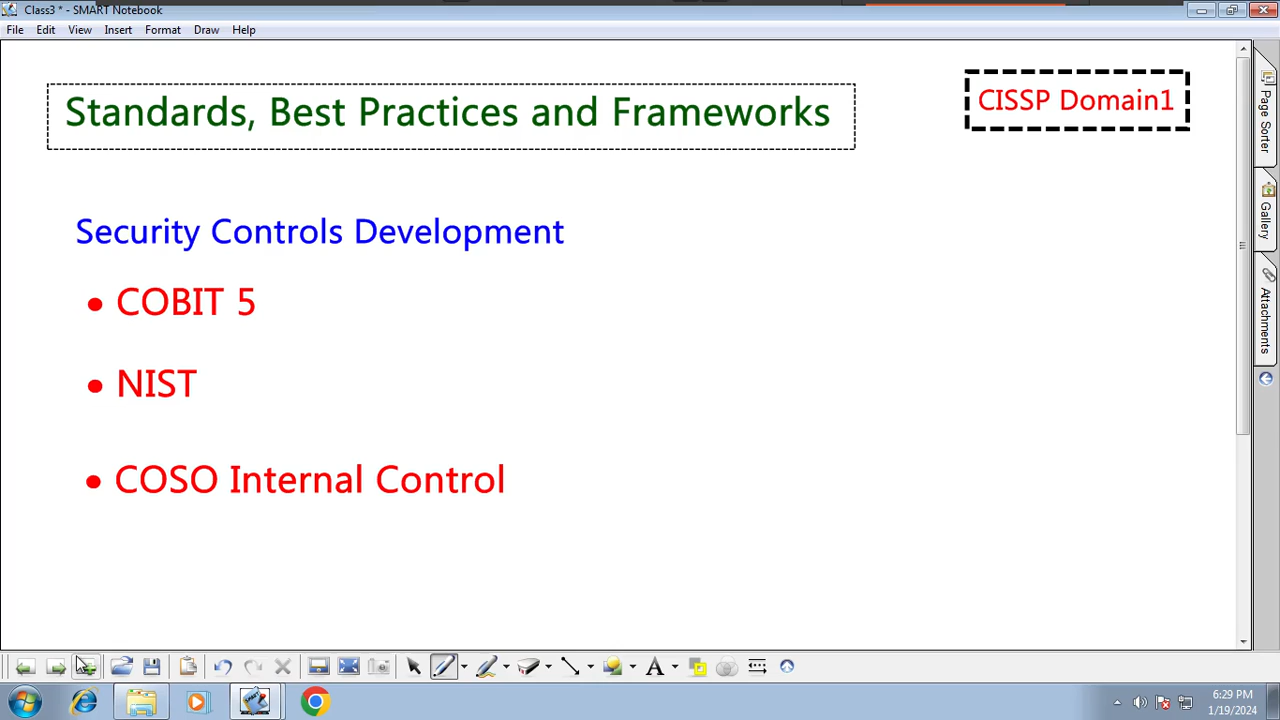 Class3 * - SMART Notebook
File Edit View Insert Format Draw Help
Standards, Best Practices and Frameworks
CISSP Domain1
Security Controls Development
• COBIT 5
• NIST
• COSO Internal Control
Page Sorter
Gallery
Attachments
6:29 PM
1/19/2024